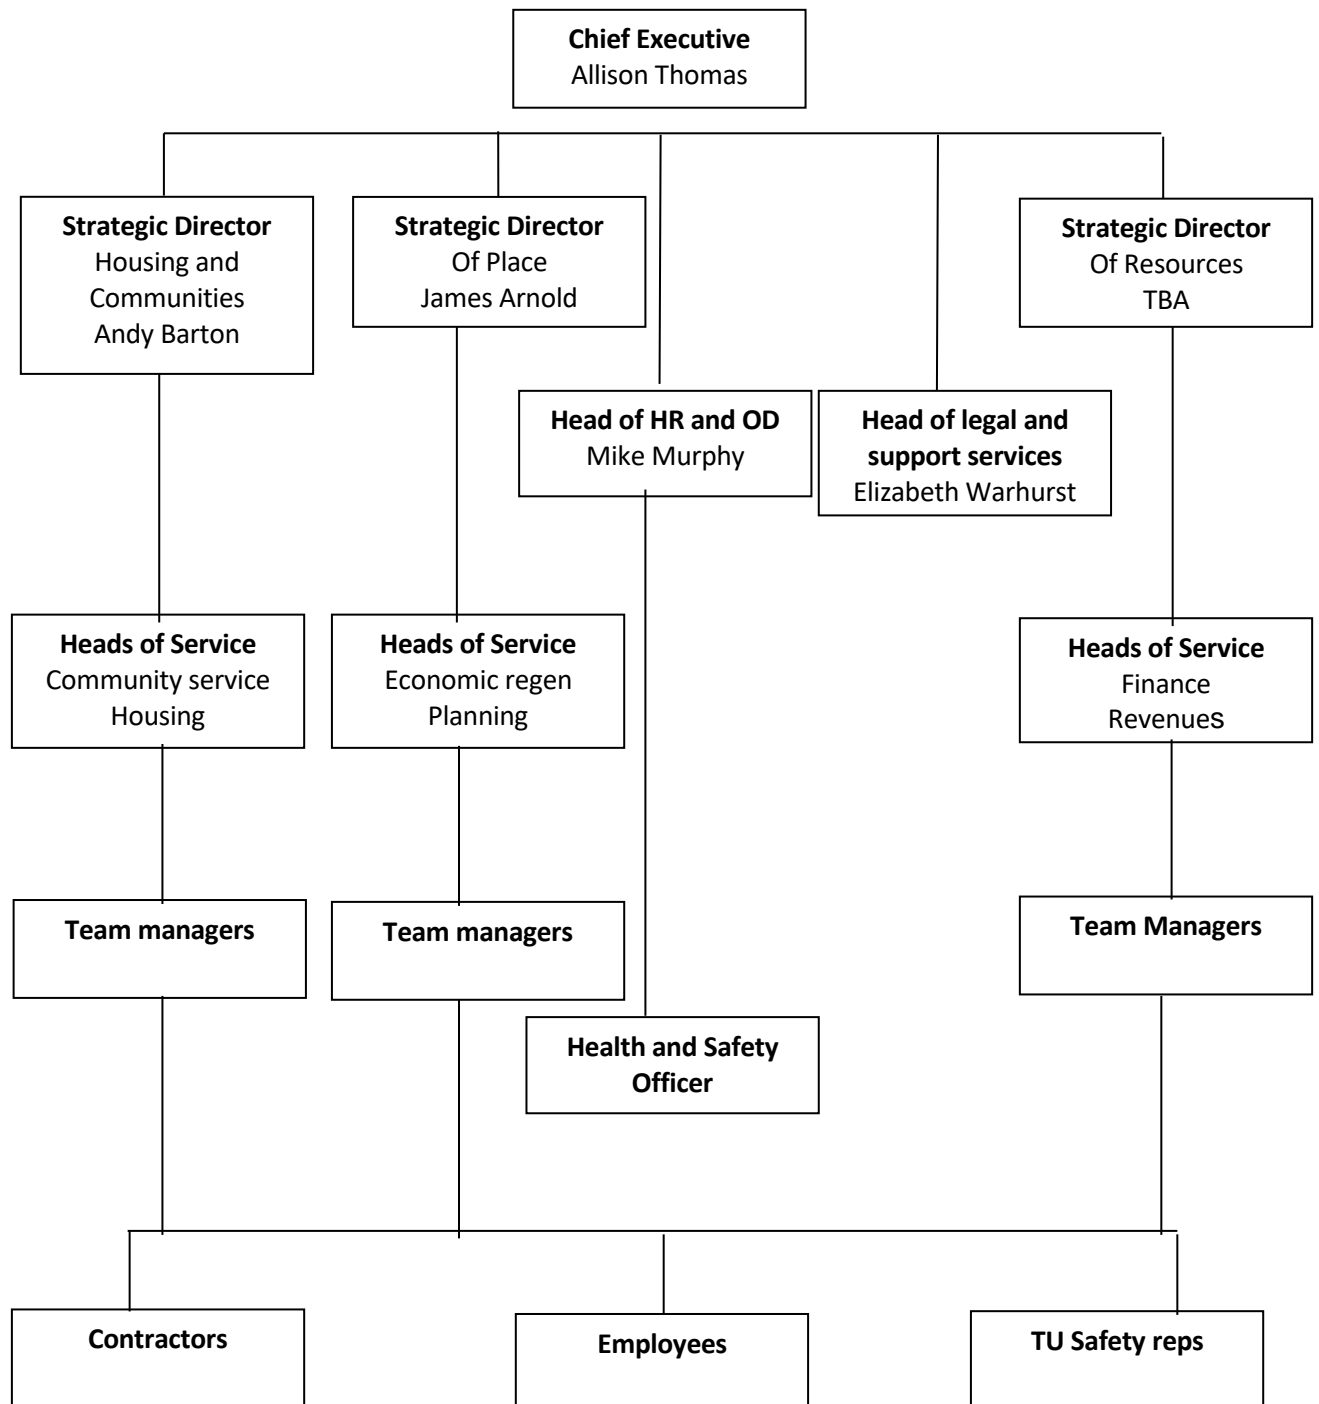 Chief Executive
Allison Thomas
Strategic Director
Housing and
Communities
Andy Barton
Strategic Director
Of Place
James Arnold
Strategic Director
Of Resources
TBA
Head of HR and OD
Mike Murphy
Head of legal and
support services
Elizabeth Warhurst
Heads of Service
Community service
Housing
Heads of Service
Economic regen
Planning
Heads of Service
Finance
Revenues
Team managers
Team managers
Team Managers
Health and Safety
Officer
Contractors
Employees
TU Safety reps